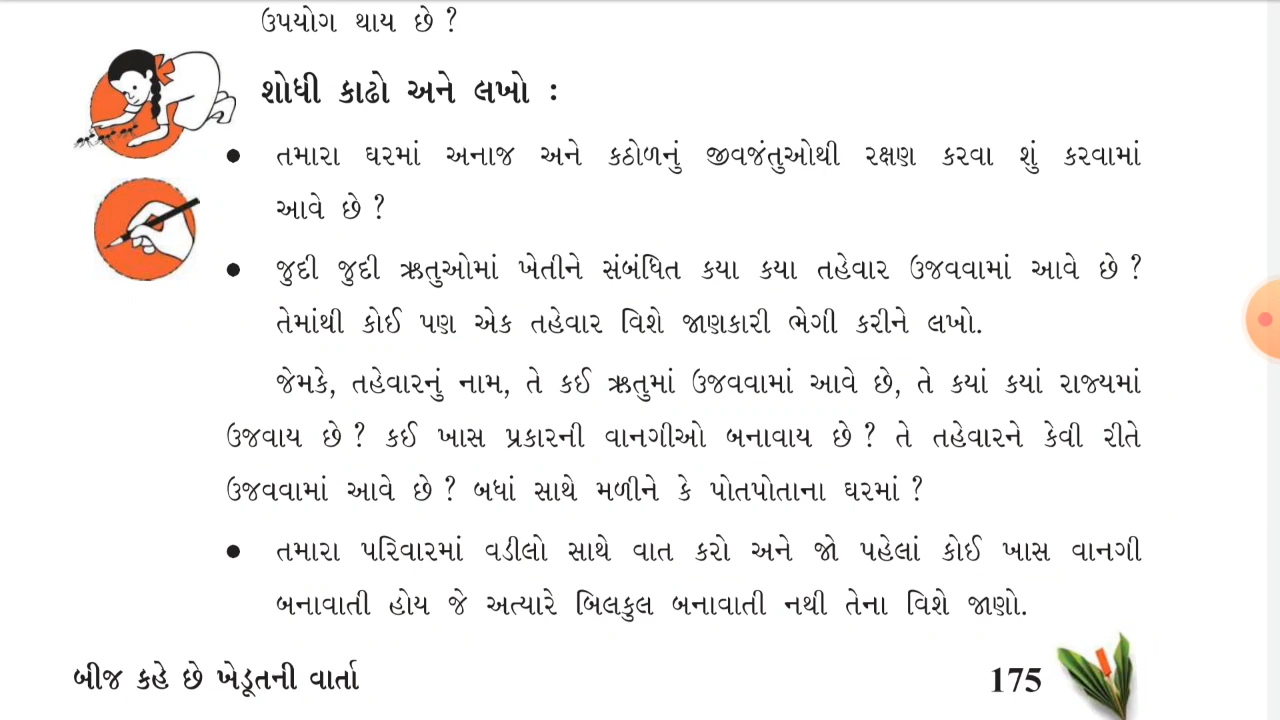 ઉપયોગ થાય છે ?
શોધી કાઢો અને લખો :
● તમારા ઘરમાં અનાજ અને કઠોળનું જીવજંતુઓથી રક્ષણ કરવા શું કરવામાં
આવે છે ?
● જુદી જુદી ઋતુઓમાં ખેતીને સંબંધિત કયા કયા તહેવાર ઉજવવામાં આવે છે ?
તેમાંથી કોઈ પણ એક તહેવાર વિશે જાણકારી ભેગી કરીને લખો.
જેમકે, તહેવારનું નામ, તે કઈ ઋતુમાં ઉજવવામાં આવે છે, તે કયાં કયાં રાજ્યમાં
ઉજવાય છે ? કઈ ખાસ પ્રકારની વાનગીઓ બનાવાય છે ? તે તહેવારને કેવી રીતે
ઉજવવામાં આવે છે ? બધાં સાથે મળીને કે પોતપોતાના ઘરમાં ?
● તમારા પરિવારમાં વડીલો સાથે વાત કરો અને જો પહેલાં કોઈ ખાસ વાનગી
બનાવાતી હોય જે અત્યારે બિલકુલ બનાવાતી નથી તેના વિશે જાણો.
બીજ કહે છે ખેડૂતની વાર્તા 175